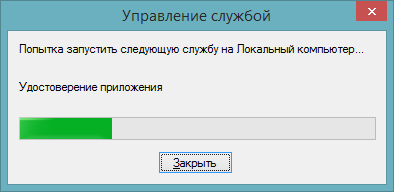 Управление службой
Попытка запустить следующую службу на Локальный компьютер...
Удостоверение приложения
Закрыть